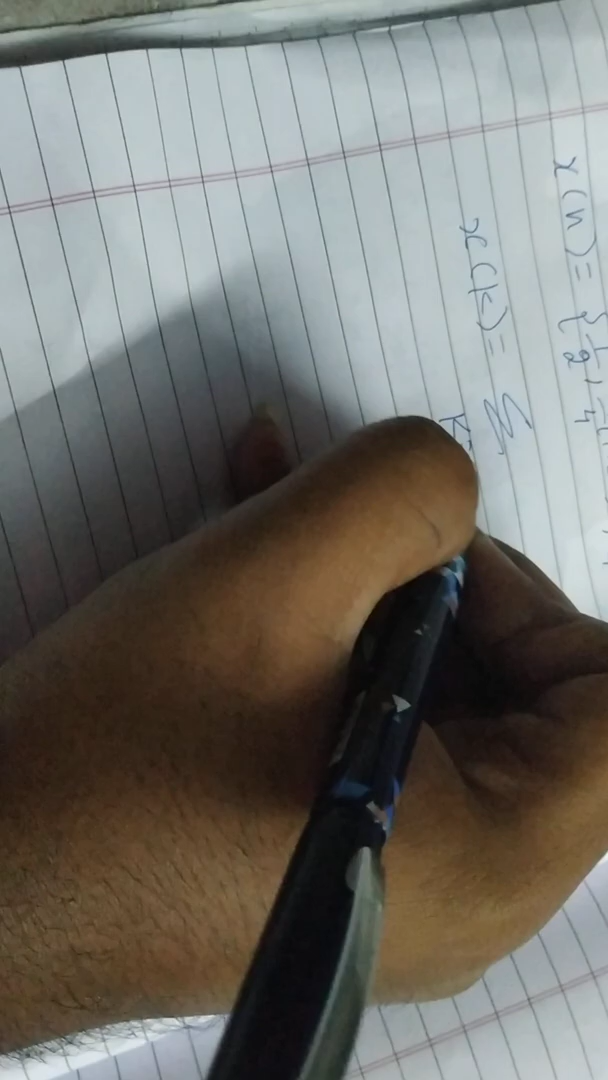 x(n) = { 1/2, 1/4
x(k) = Σ
K=